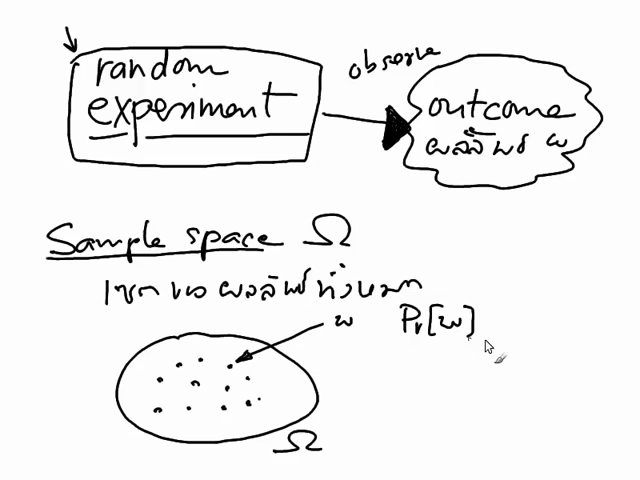 random
experiment
observe
outcome
ผลลัพธ์ ω
Sample space Ω
เซตของผลลัพธ์ทั้งหมด
ω Pr[ω]
Ω